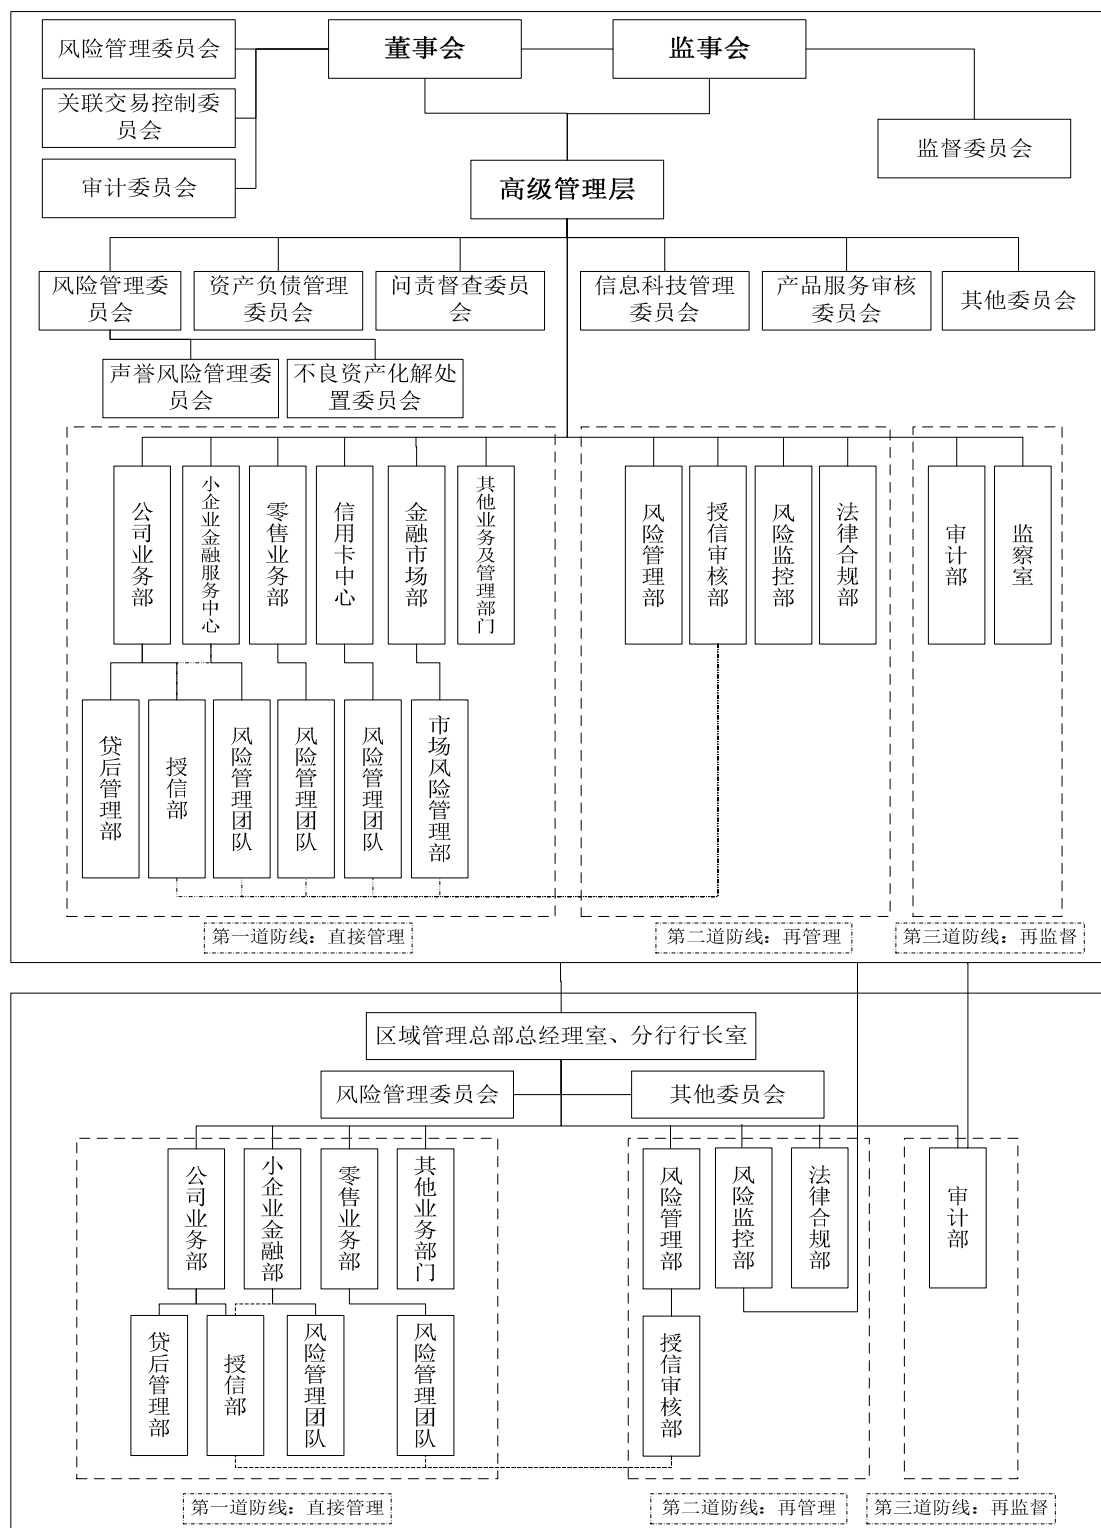 风险管理委员会
董事会
监事会
关联交易控制委
员会
监督委员会
审计委员会
高级管理层
风险管理委
员会
资产负债管理
委员会
问责督查委员
会
信息科技管理
委员会
产品服务审核
委员会
其他委员会
声誉风险管理委
员会
不良资产化解处
置委员会
公司业务部
小企业金融服务中心
零售业务部
信用卡中心
金融市场部
其他业务及管理部门
风险管理部
授信审核部
风险监控部
法律合规部
审计部
监察室
贷后管理部
授信部
风险管理团队
风险管理团队
风险管理团队
市场风险管理部
第一道防线：直接管理
第二道防线：再管理
第三道防线：再监督
区域管理总部总经理室、分行行长室
风险管理委员会
其他委员会
公司业务部
小企业金融部
零售业务部
其他业务部门
风险管理部
风险监控部
法律合规部
审计部
贷后管理部
授信部
风险管理团队
风险管理团队
授信审核部
第一道防线：直接管理
第二道防线：再管理
第三道防线：再监督